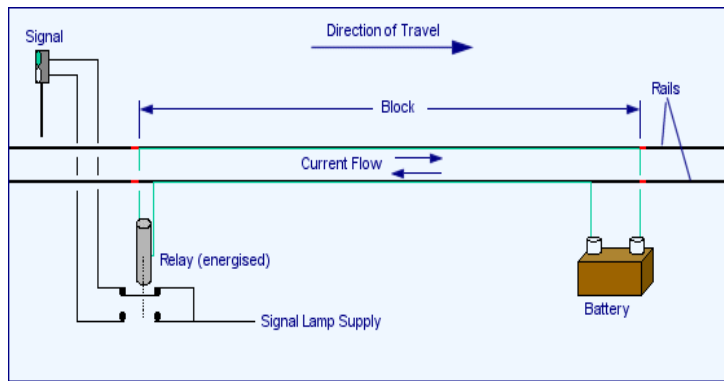 Signal
Direction of Travel
Block
Rails
Current Flow
Relay (energised)
Battery
Signal Lamp Supply